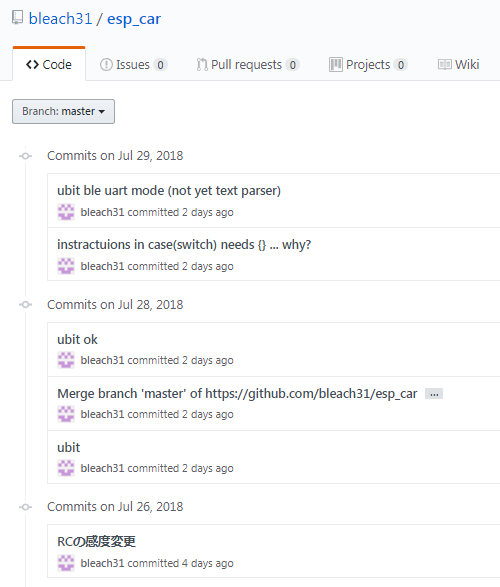 bleach31 / esp_car
Code Issues 0 Pull requests 0 Projects 0 Wiki
Branch: master
Commits on Jul 29, 2018
ubit ble uart mode (not yet text parser)
bleach31 committed 2 days ago
instractuions in case(switch) needs {} ... why?
bleach31 committed 2 days ago
Commits on Jul 28, 2018
ubit ok
bleach31 committed 2 days ago
Merge branch 'master' of https://github.com/bleach31/esp_car ...
bleach31 committed 2 days ago
ubit
bleach31 committed 2 days ago
Commits on Jul 26, 2018
RCの感度変更
bleach31 committed 4 days ago